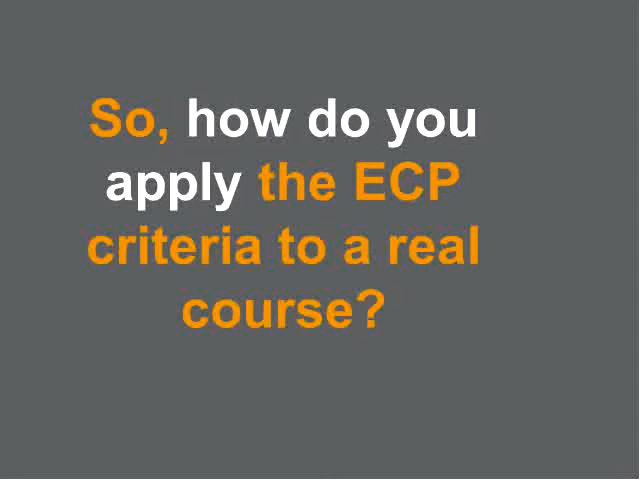 So, how do you
apply the ECP
criteria to a real
course?